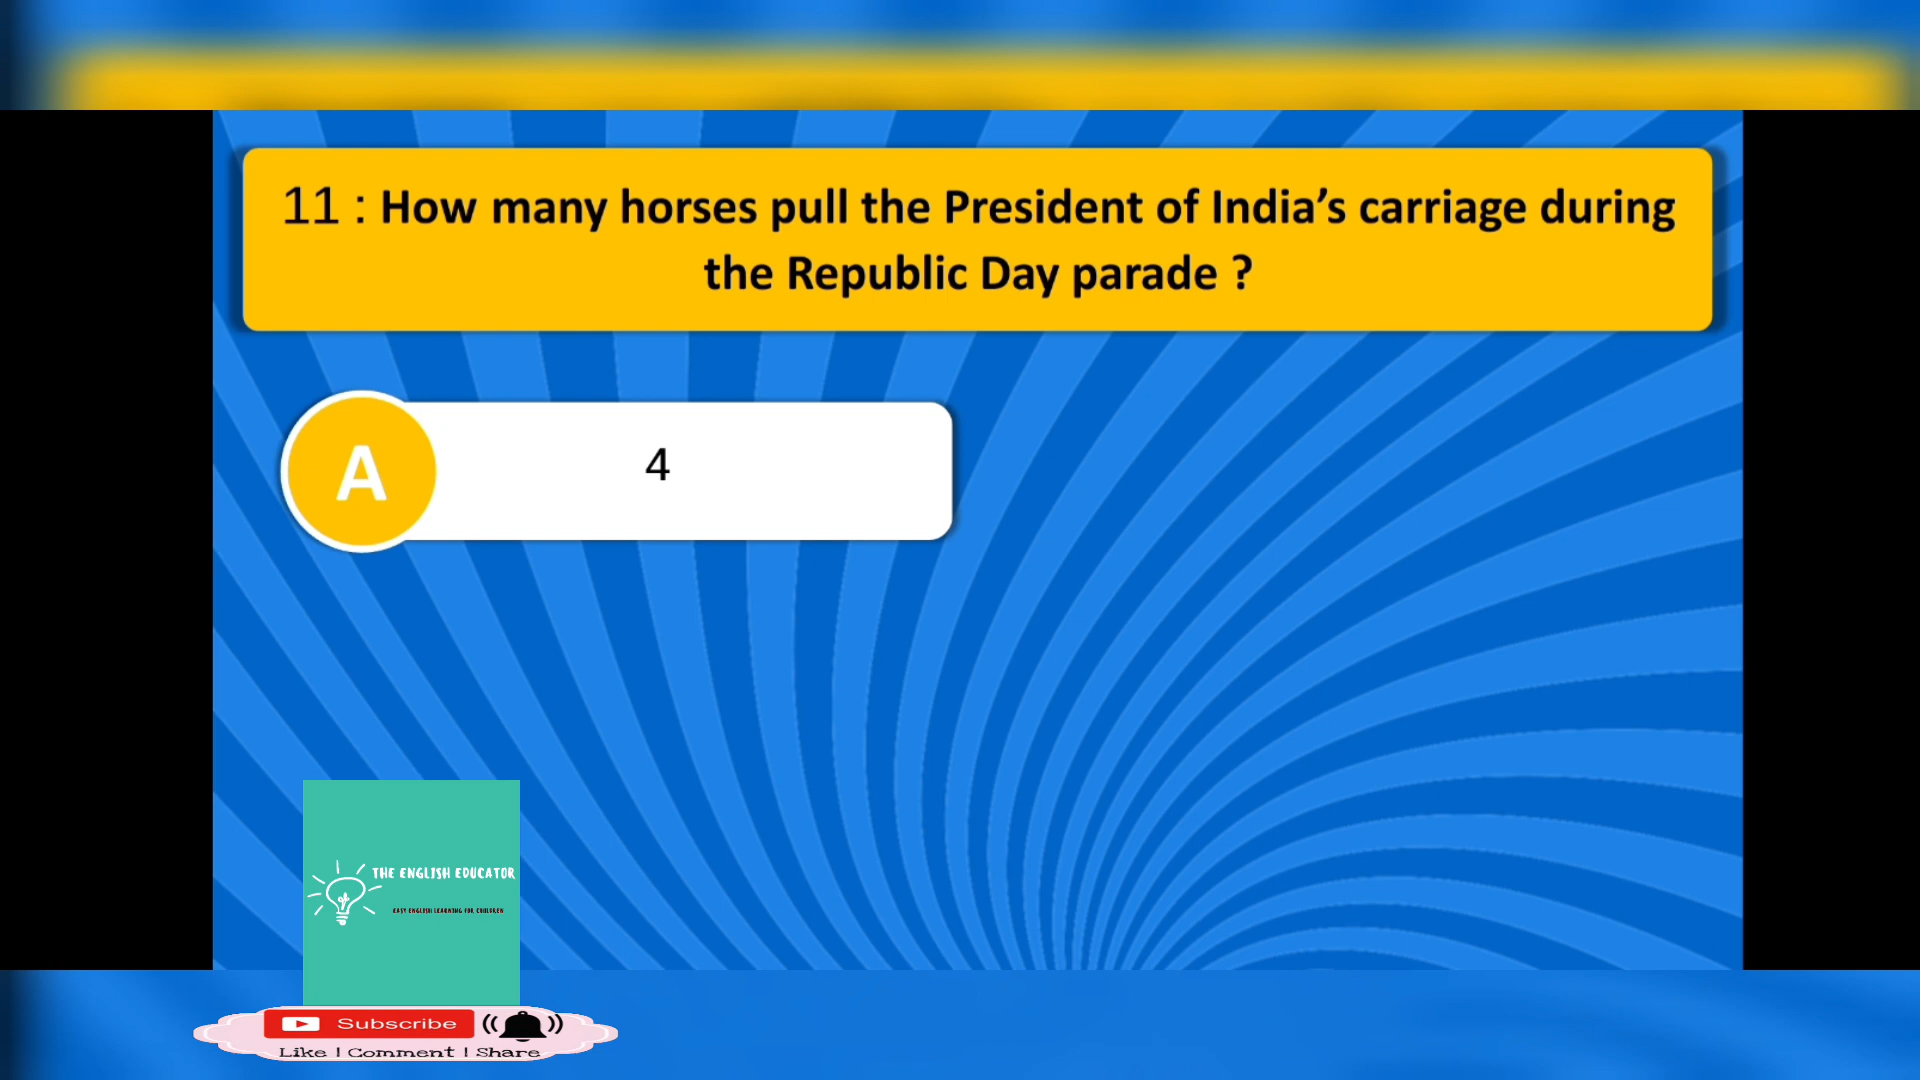 11 : How many horses pull the President of India’s carriage during
the Republic Day parade ?
A
4
THE ENGLISH EDUCATOR
EASY ENGLISH LEARNING FOR CHILDREN
Subscribe
Like | Comment | Share